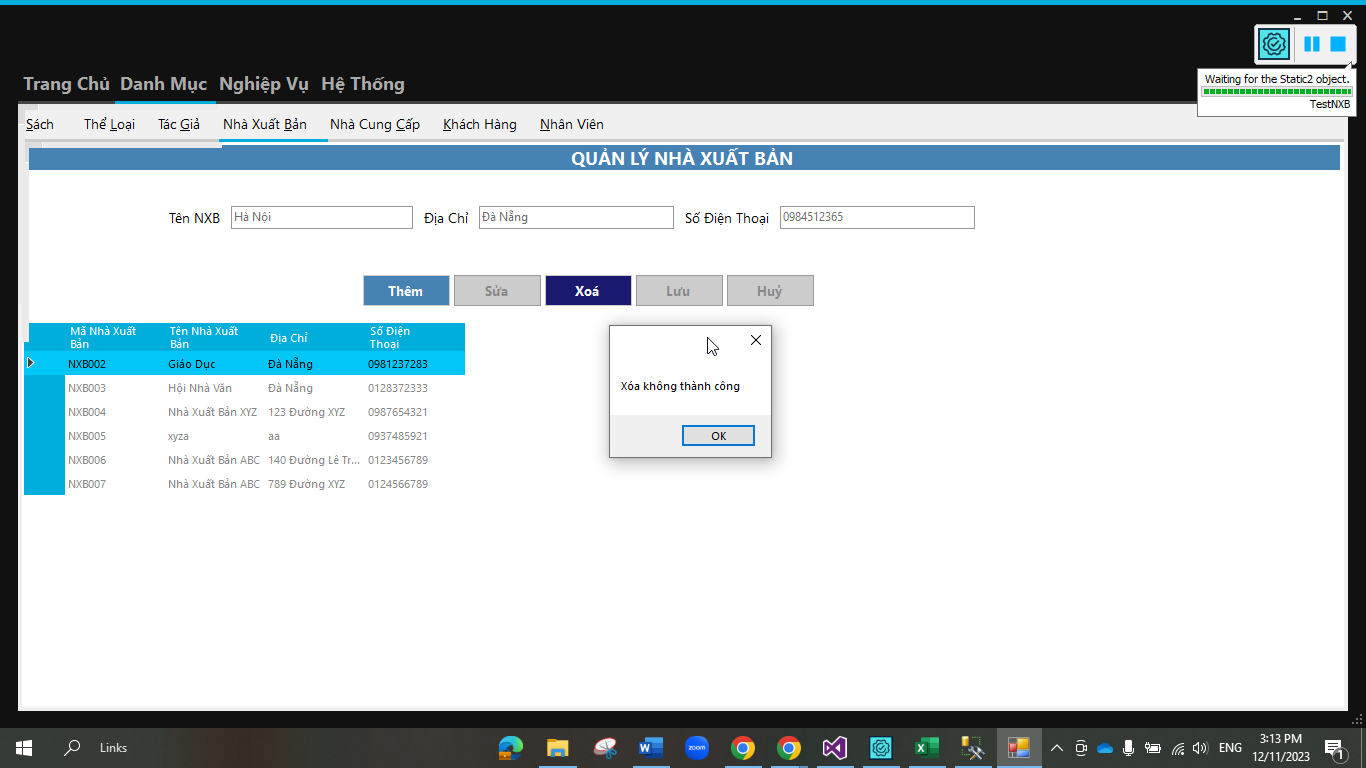 Trang Chủ Danh Mục Nghiệp Vụ Hệ Thống
Waiting for the Static2 object.
TestNXB
Sách Thể Loại Tác Giả Nhà Xuất Bản Nhà Cung Cấp Khách Hàng Nhân Viên
QUẢN LÝ NHÀ XUẤT BẢN
Tên NXB Hà Nội Địa Chỉ Đà Nẵng Số Điện Thoại 0984512365
Thêm Sửa Xoá Lưu Huỷ
Mã Nhà Xuất Bản Tên Nhà Xuất Bản Địa Chỉ Số Điện Thoại
NXB002 Giáo Dục Đà Nẵng 0981237283
NXB003 Hội Nhà Văn Đà Nẵng 0128372333
NXB004 Nhà Xuất Bản XYZ 123 Đường XYZ 0987654321
NXB005 xyza aa 0937485921
NXB006 Nhà Xuất Bản ABC 140 Đường Lê Tr... 0123456789
NXB007 Nhà Xuất Bản ABC 789 Đường XYZ 0124566789
Xóa không thành công
OK
Links
zoom
ENG
3:13 PM
12/11/2023
1